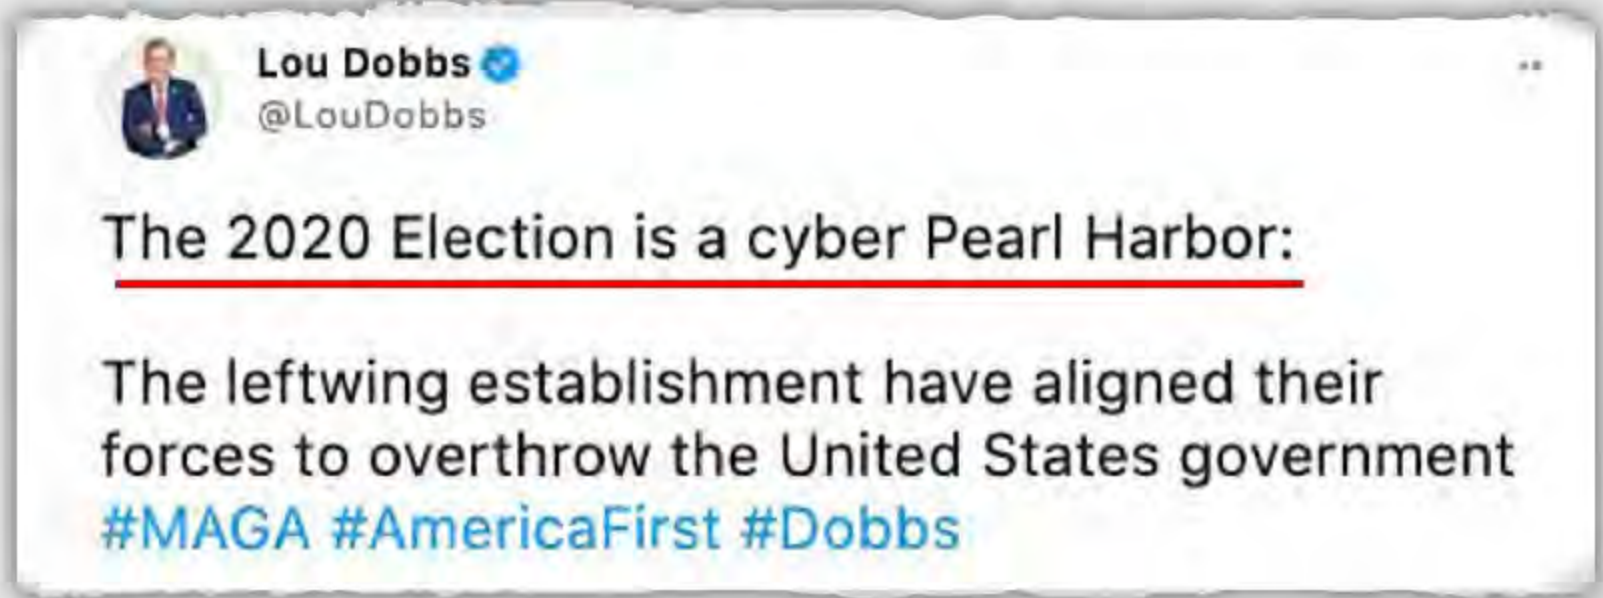 Lou Dobbs
@LouDobbs
The 2020 Election is a cyber Pearl Harbor:
The leftwing establishment have aligned their
forces to overthrow the United States government
#MAGA #AmericaFirst #Dobbs